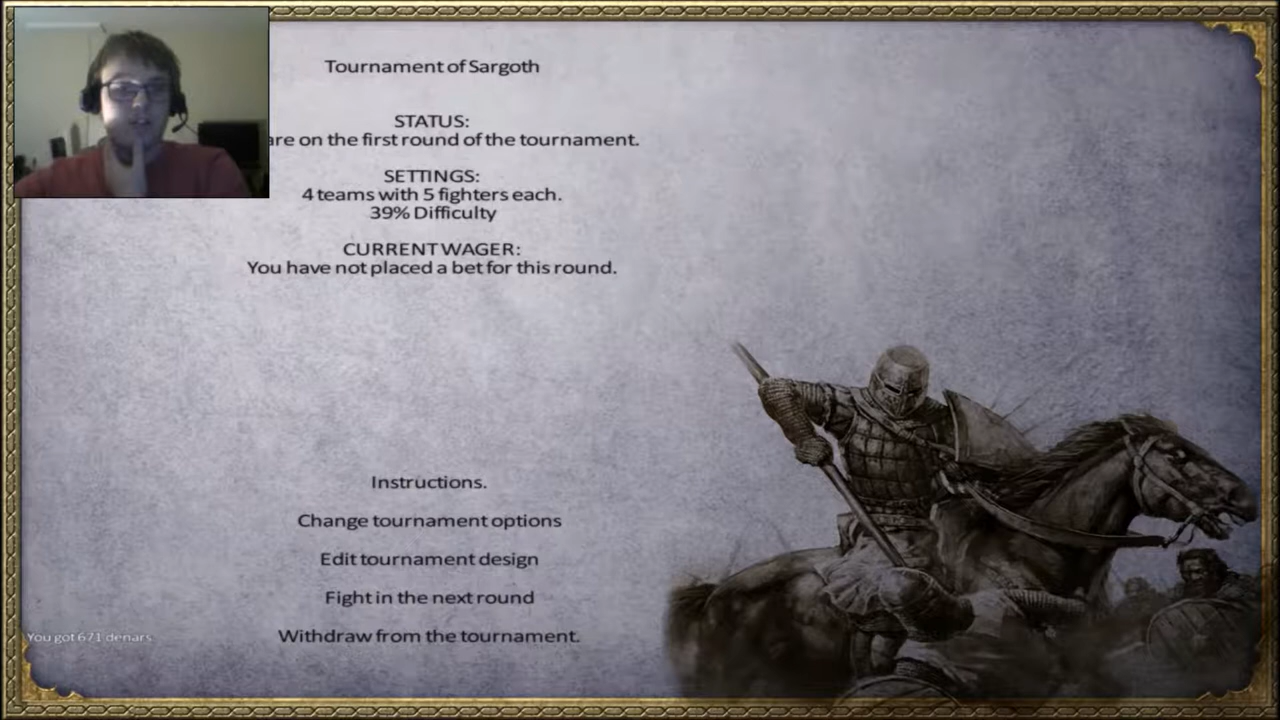 Tournament of Sargoth
STATUS:
are on the first round of the tournament.
SETTINGS:
4 teams with 5 fighters each.
39% Difficulty
CURRENT WAGER:
You have not placed a bet for this round.
Instructions.
Change tournament options
Edit tournament design
Fight in the next round
You got 671 denars.
Withdraw from the tournament.